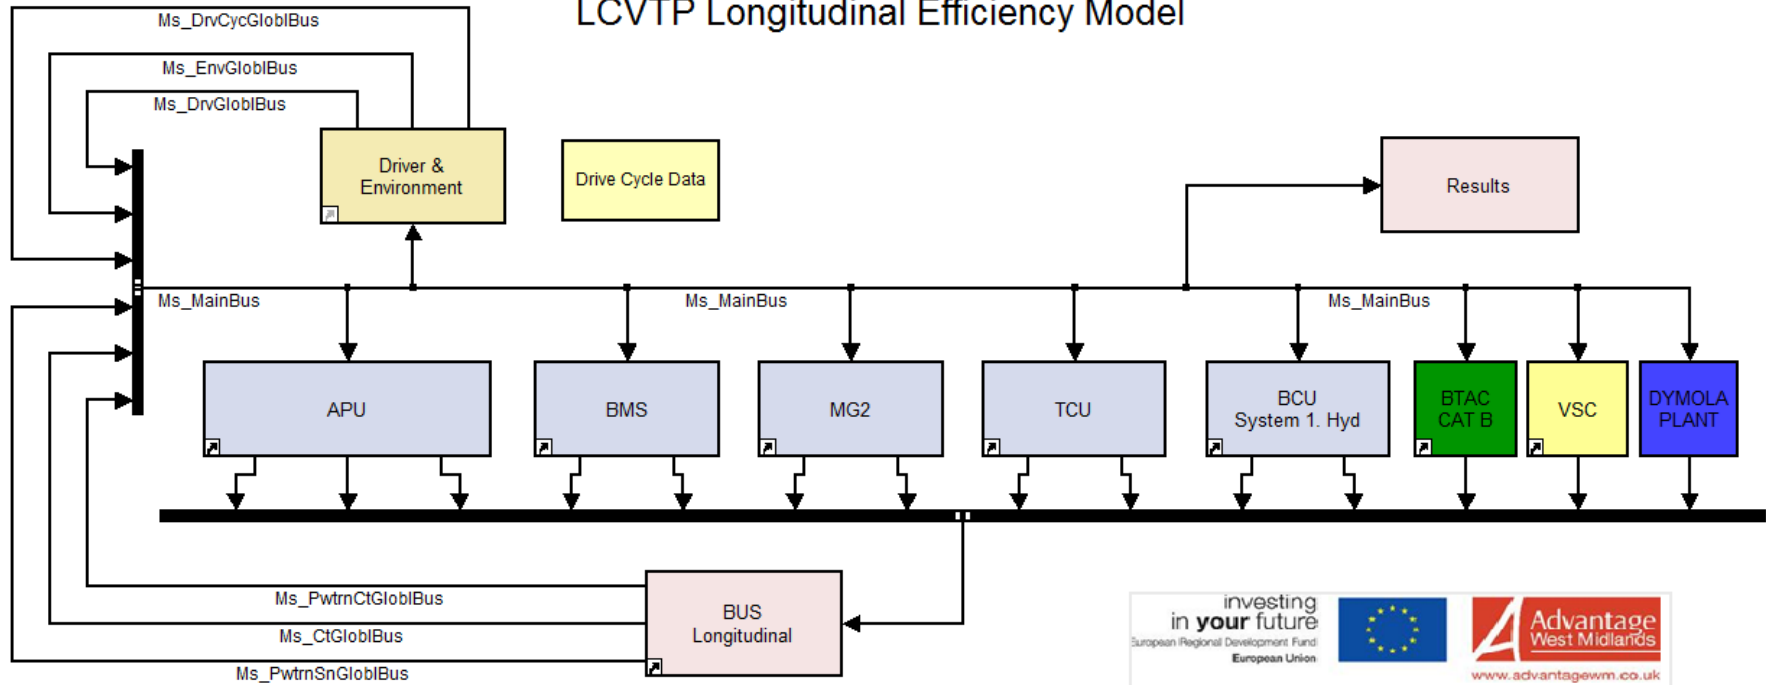 LCVTP Longitudinal Efficiency Model
Ms_DrvCycGloblBus
Ms_EnvGloblBus
Ms_DrvGloblBus
Driver &
Environment
Drive Cycle Data
Results
Ms_MainBus
Ms_MainBus
Ms_MainBus
APU
BMS
MG2
TCU
BCU
System 1. Hyd
BTAC
CAT B
VSC
DYMOLA
PLANT
Ms_PwtrnCtGloblBus
Ms_CtGloblBus
Ms_PwtrnSnGloblBus
BUS
Longitudinal
investing
in your future
European Regional Development Fund
European Union
Advantage
West Midlands
www.advantagewm.co.uk